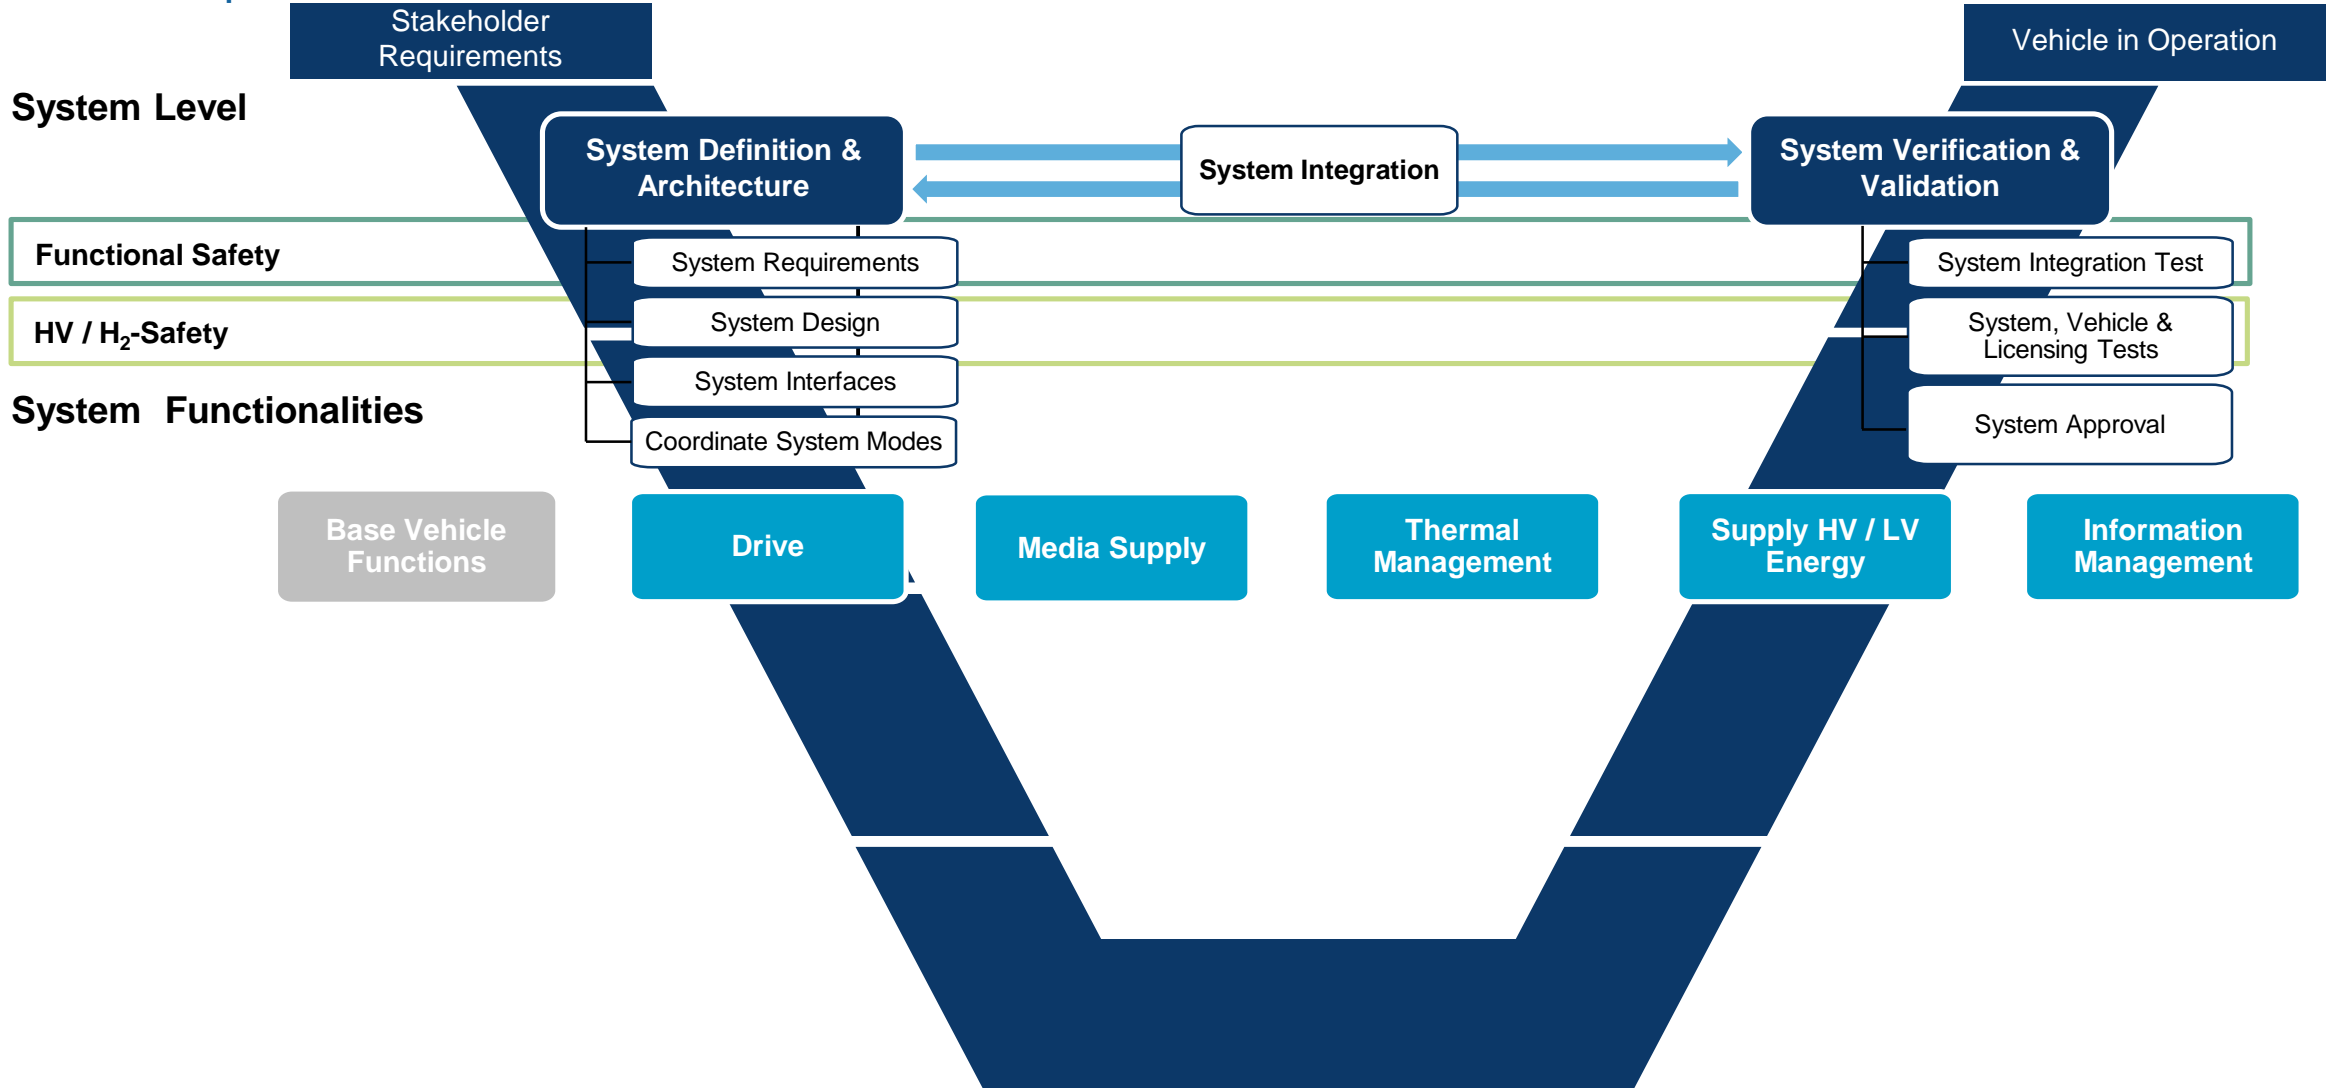 Stakeholder
Requirements
Vehicle in Operation
System Level
System Definition &
Architecture
System Integration
System Verification &
Validation
Functional Safety
System Requirements
System Integration Test
HV / H₂-Safety
System Design
System, Vehicle &
Licensing Tests
System Interfaces
System Functionalities
Coordinate System Modes
System Approval
Base Vehicle
Functions
Drive
Media Supply
Thermal
Management
Supply HV / LV
Energy
Information
Management